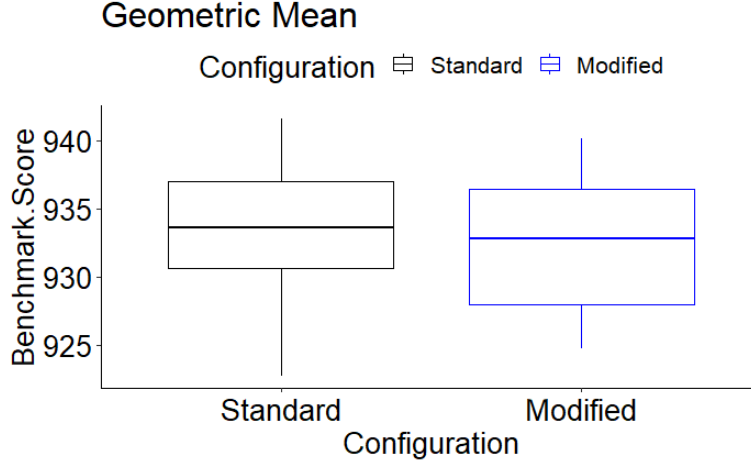 Geometric Mean
Configuration Standard Modified
Benchmark.Score
940
935
930
925
Standard Modified
Configuration